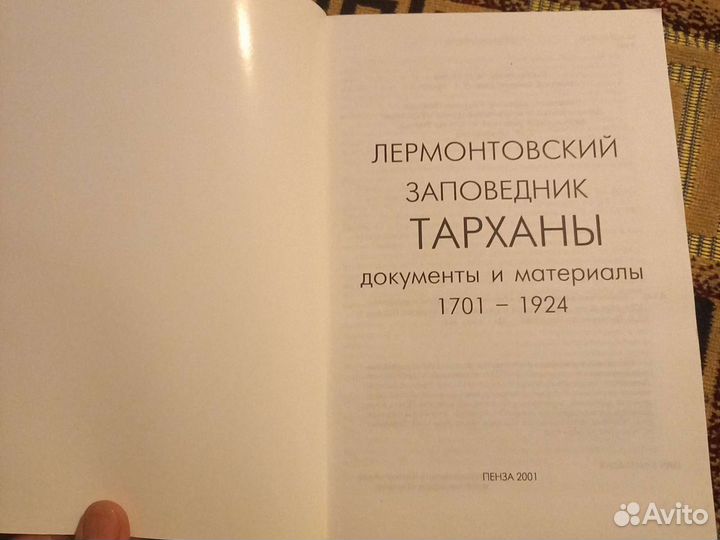 ЛЕРМОНТОВСКИЙ
ЗАПОВЕДНИК
ТАРХАНЫ
документы и материалы
1701 – 1924
ПЕНЗА 2001
Avito